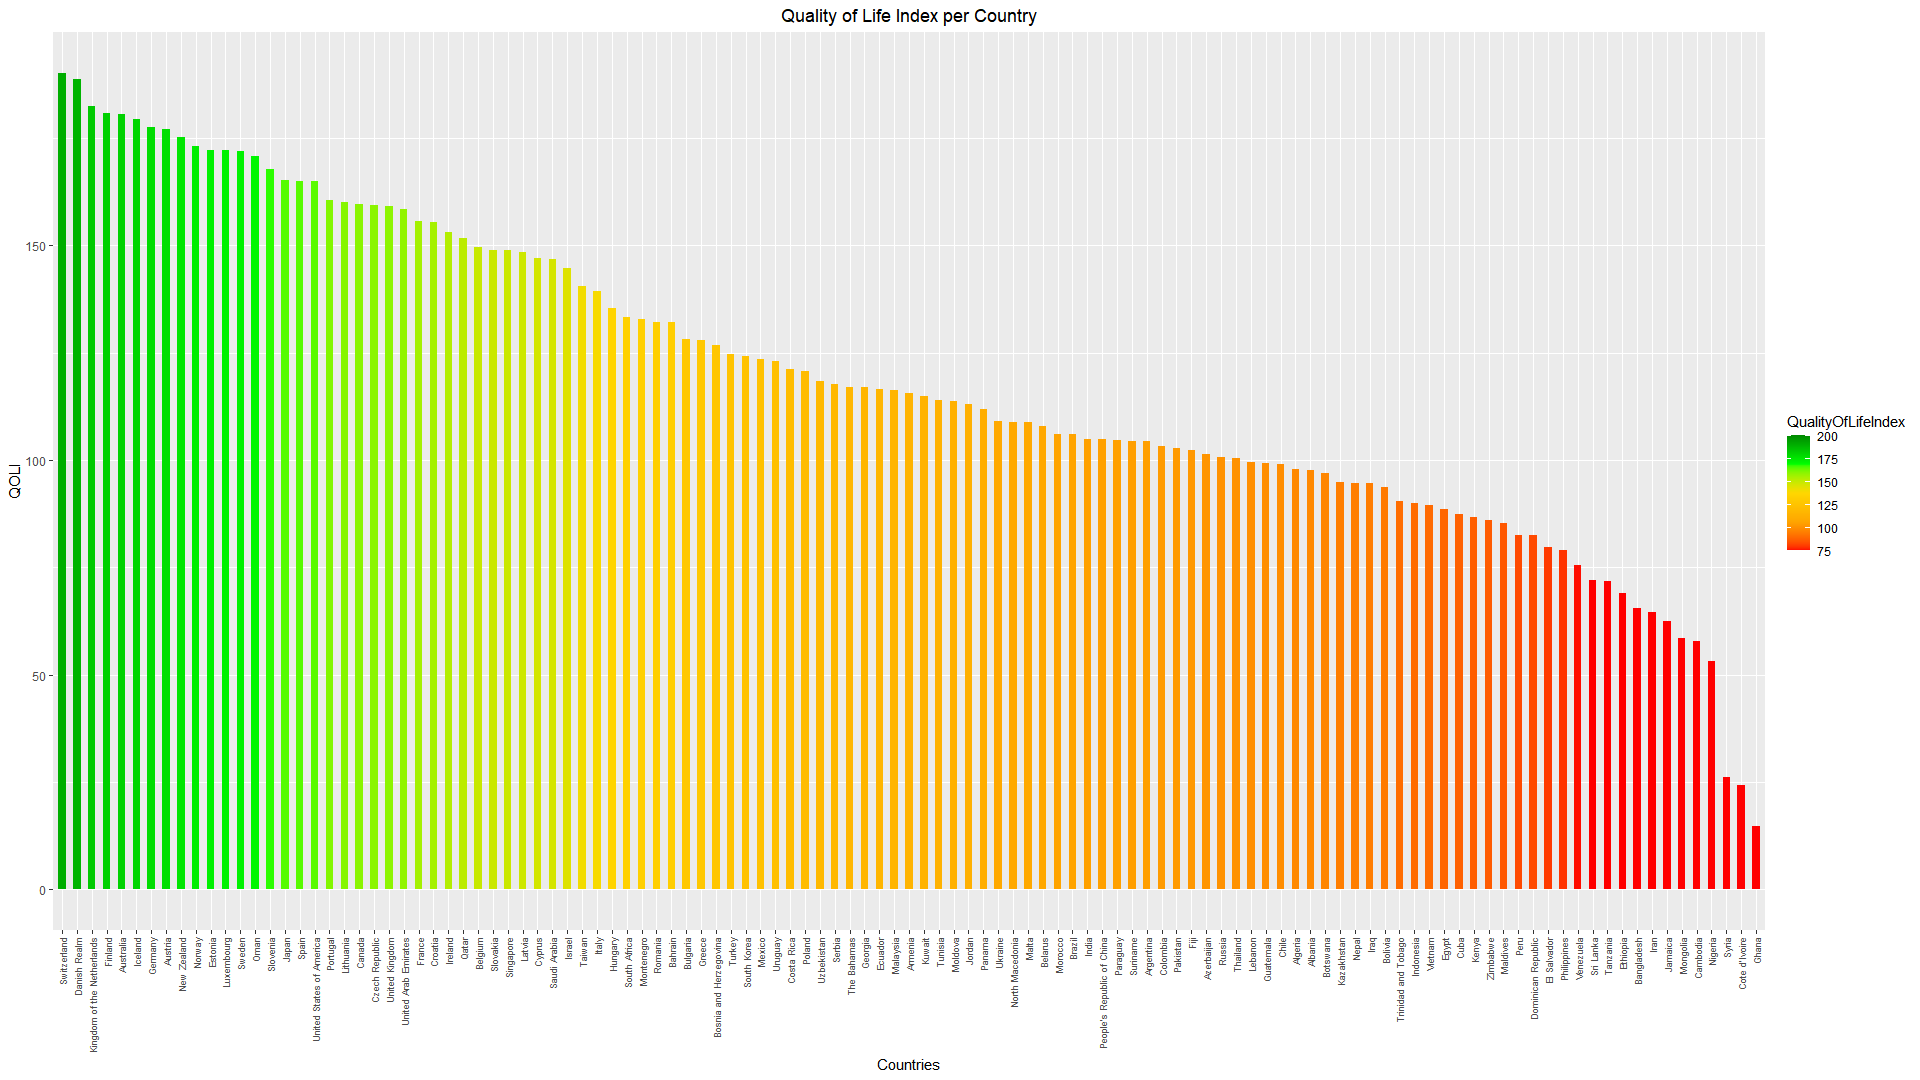 Quality of Life Index per Country
QOLI
150
100
50
0
Switzerland
Danish Realm
Kingdom of the Netherlands
Finland
Australia
Iceland
Germany
Austria
New Zealand
Norway
Estonia
Luxembourg
Sweden
Oman
Slovenia
Japan
Spain
United States of America
Portugal
Lithuania
Canada
Czech Republic
United Kingdom
United Arab Emirates
France
Croatia
Ireland
Qatar
Belgium
Slovakia
Singapore
Latvia
Cyprus
Saudi Arabia
Israel
Taiwan
Italy
Hungary
South Africa
Montenegro
Romania
Bahrain
Bulgaria
Greece
Bosnia and Herzegovina
Turkey
South Korea
Mexico
Uruguay
Costa Rica
Poland
Uzbekistan
Serbia
The Bahamas
Georgia
Ecuador
Malaysia
Armenia
Kuwait
Tunisia
Moldova
Jordan
Panama
Ukraine
North Macedonia
Malta
Belarus
Morocco
Brazil
India
People's Republic of China
Paraguay
Suriname
Argentina
Colombia
Pakistan
Fiji
Azerbaijan
Russia
Thailand
Lebanon
Guatemala
Chile
Algeria
Albania
Botswana
Kazakhstan
Nepal
Iraq
Bolivia
Trinidad and Tobago
Indonesia
Vietnam
Egypt
Cuba
Kenya
Zimbabwe
Maldives
Peru
Dominican Republic
El Salvador
Philippines
Venezuela
Sri Lanka
Tanzania
Ethiopia
Bangladesh
Iran
Jamaica
Mongolia
Cambodia
Nigeria
Syria
Cote d'Ivoire
Ghana
Countries
QualityOfLifeIndex
200
175
150
125
100
75